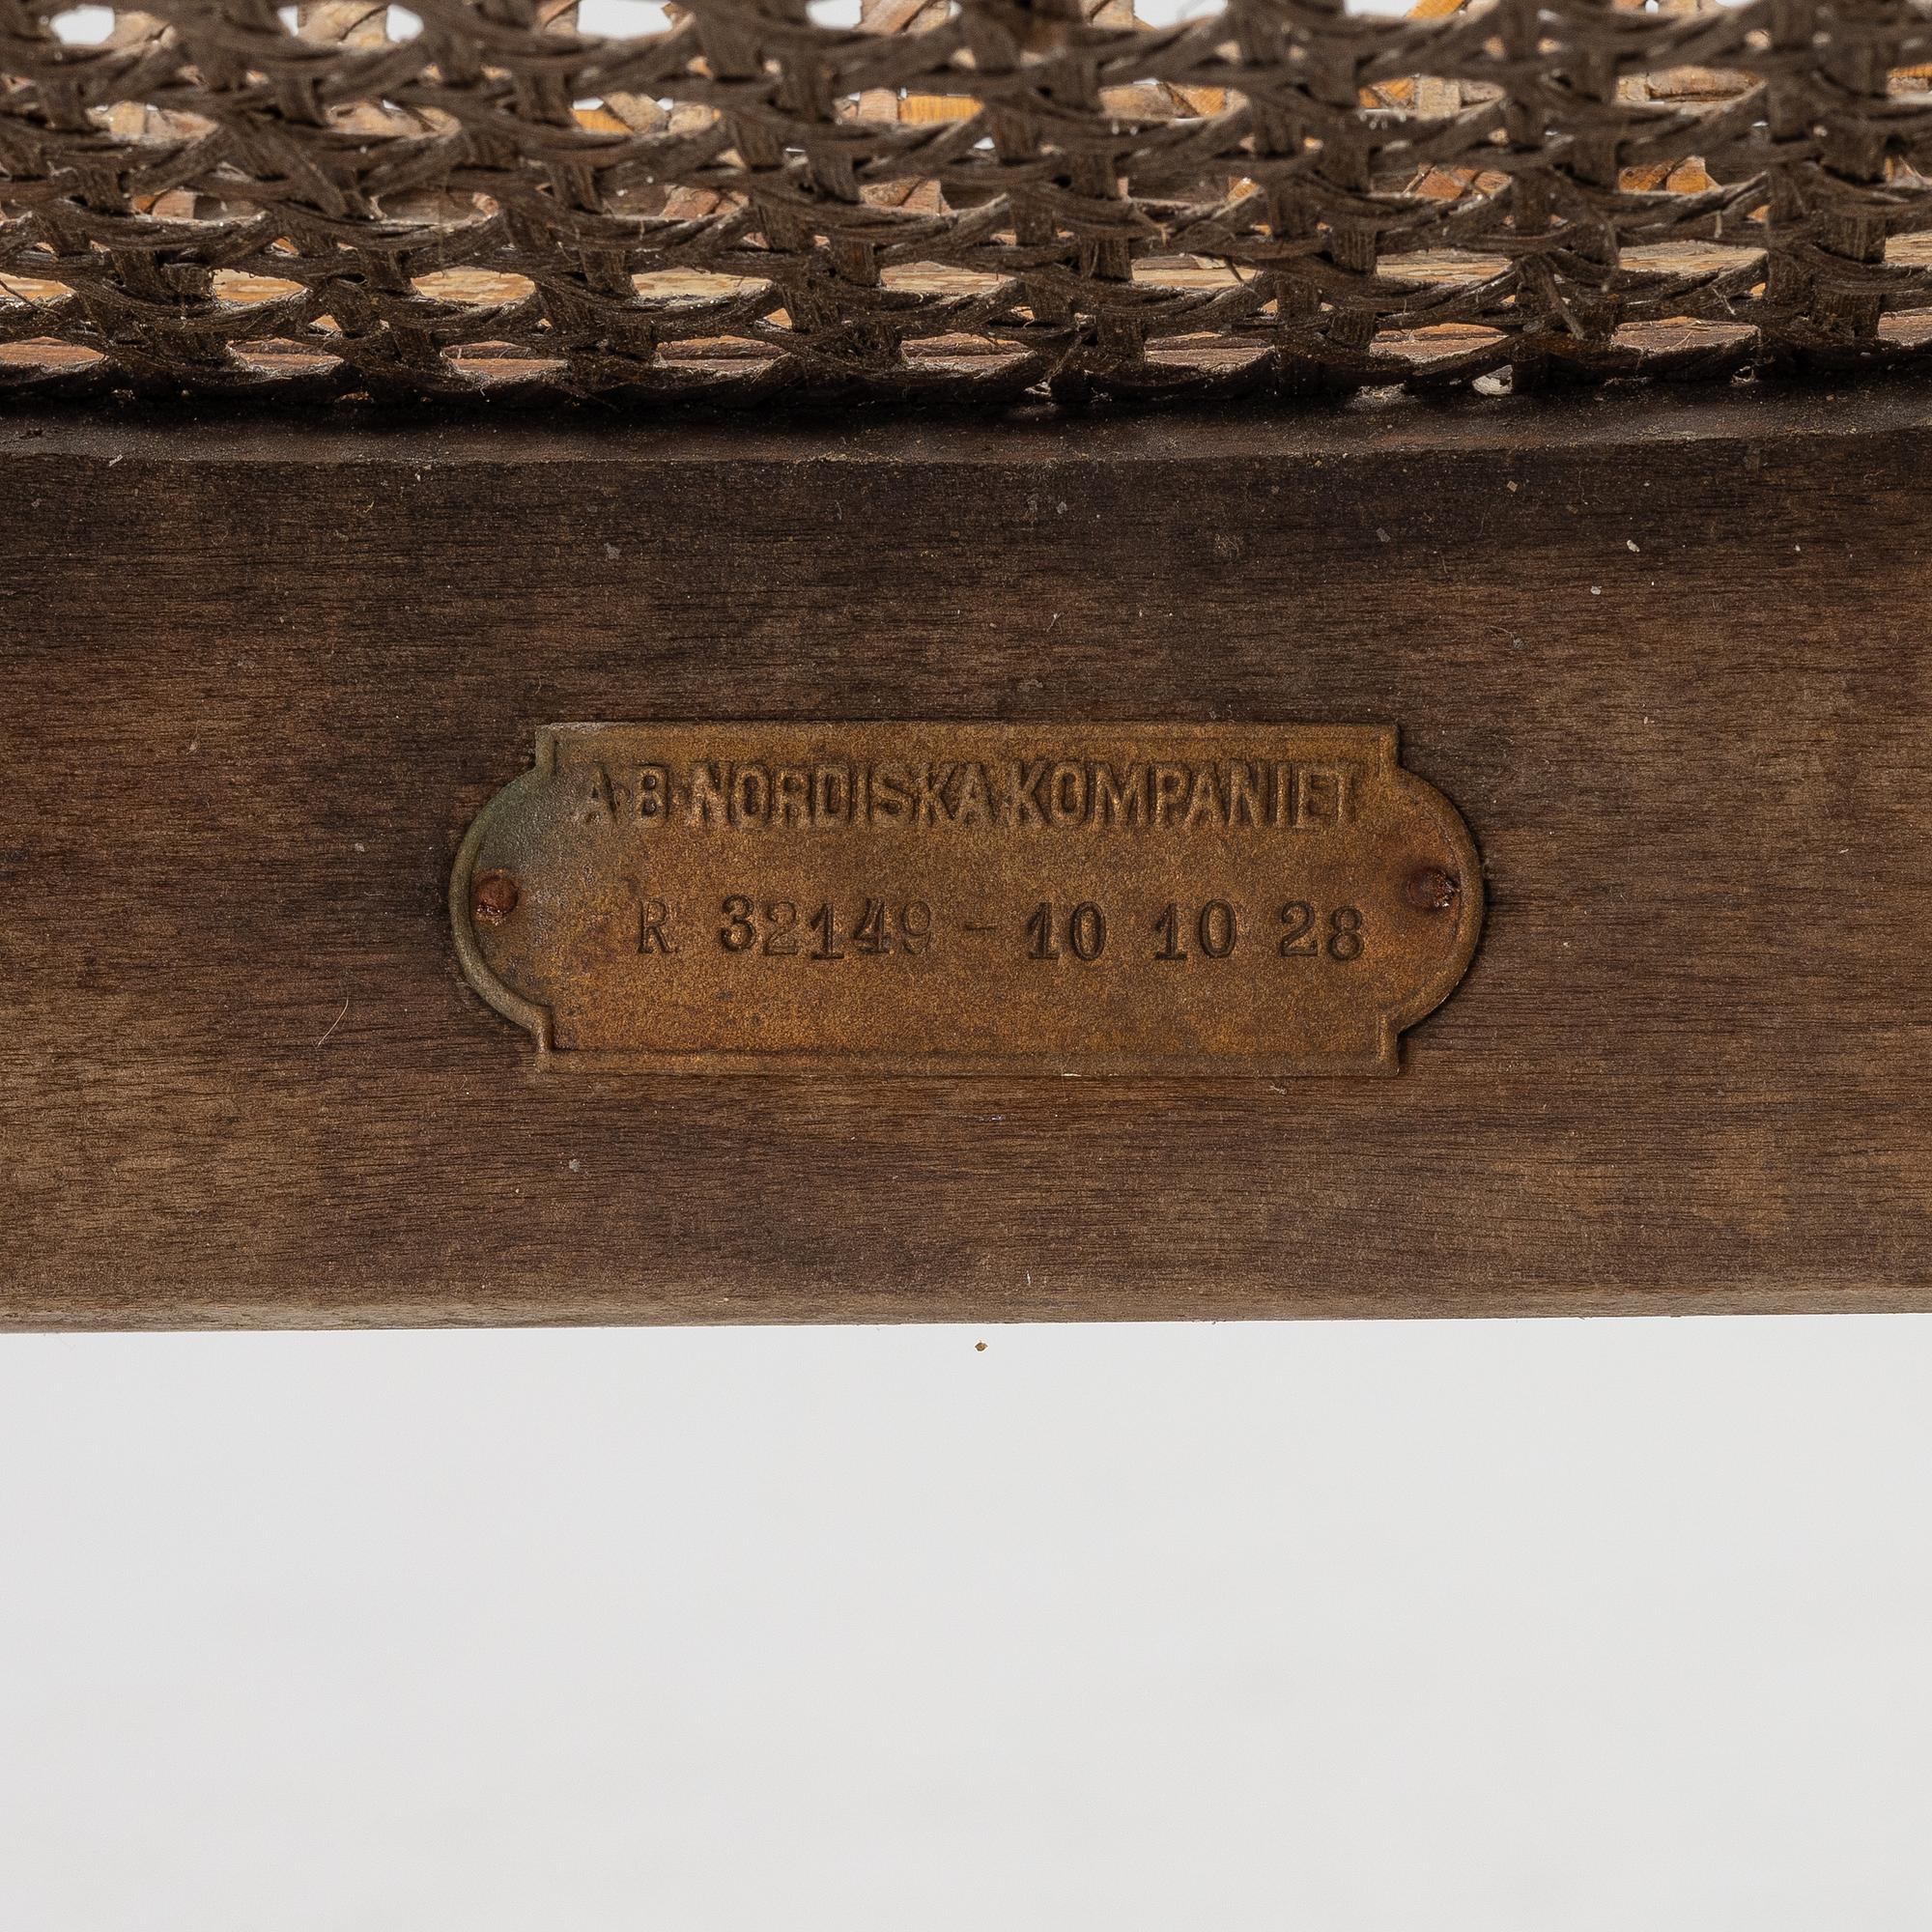 A·B·NORDISKA·KOMPANIET
R 32149 - 10 10 28